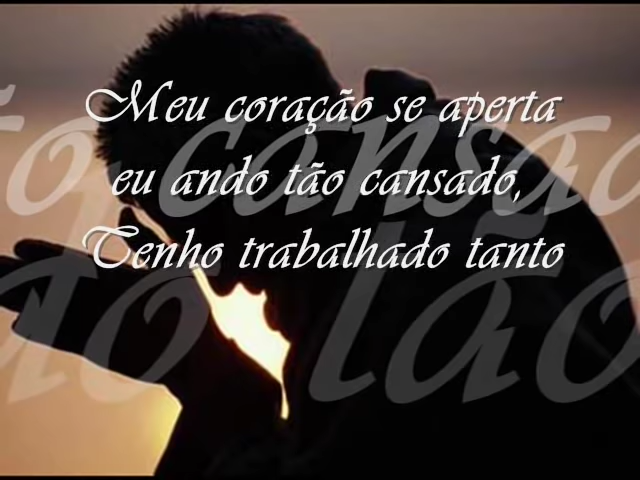 Meu coração se aperta
eu ando tão cansado,
Tenho trabalhado tanto